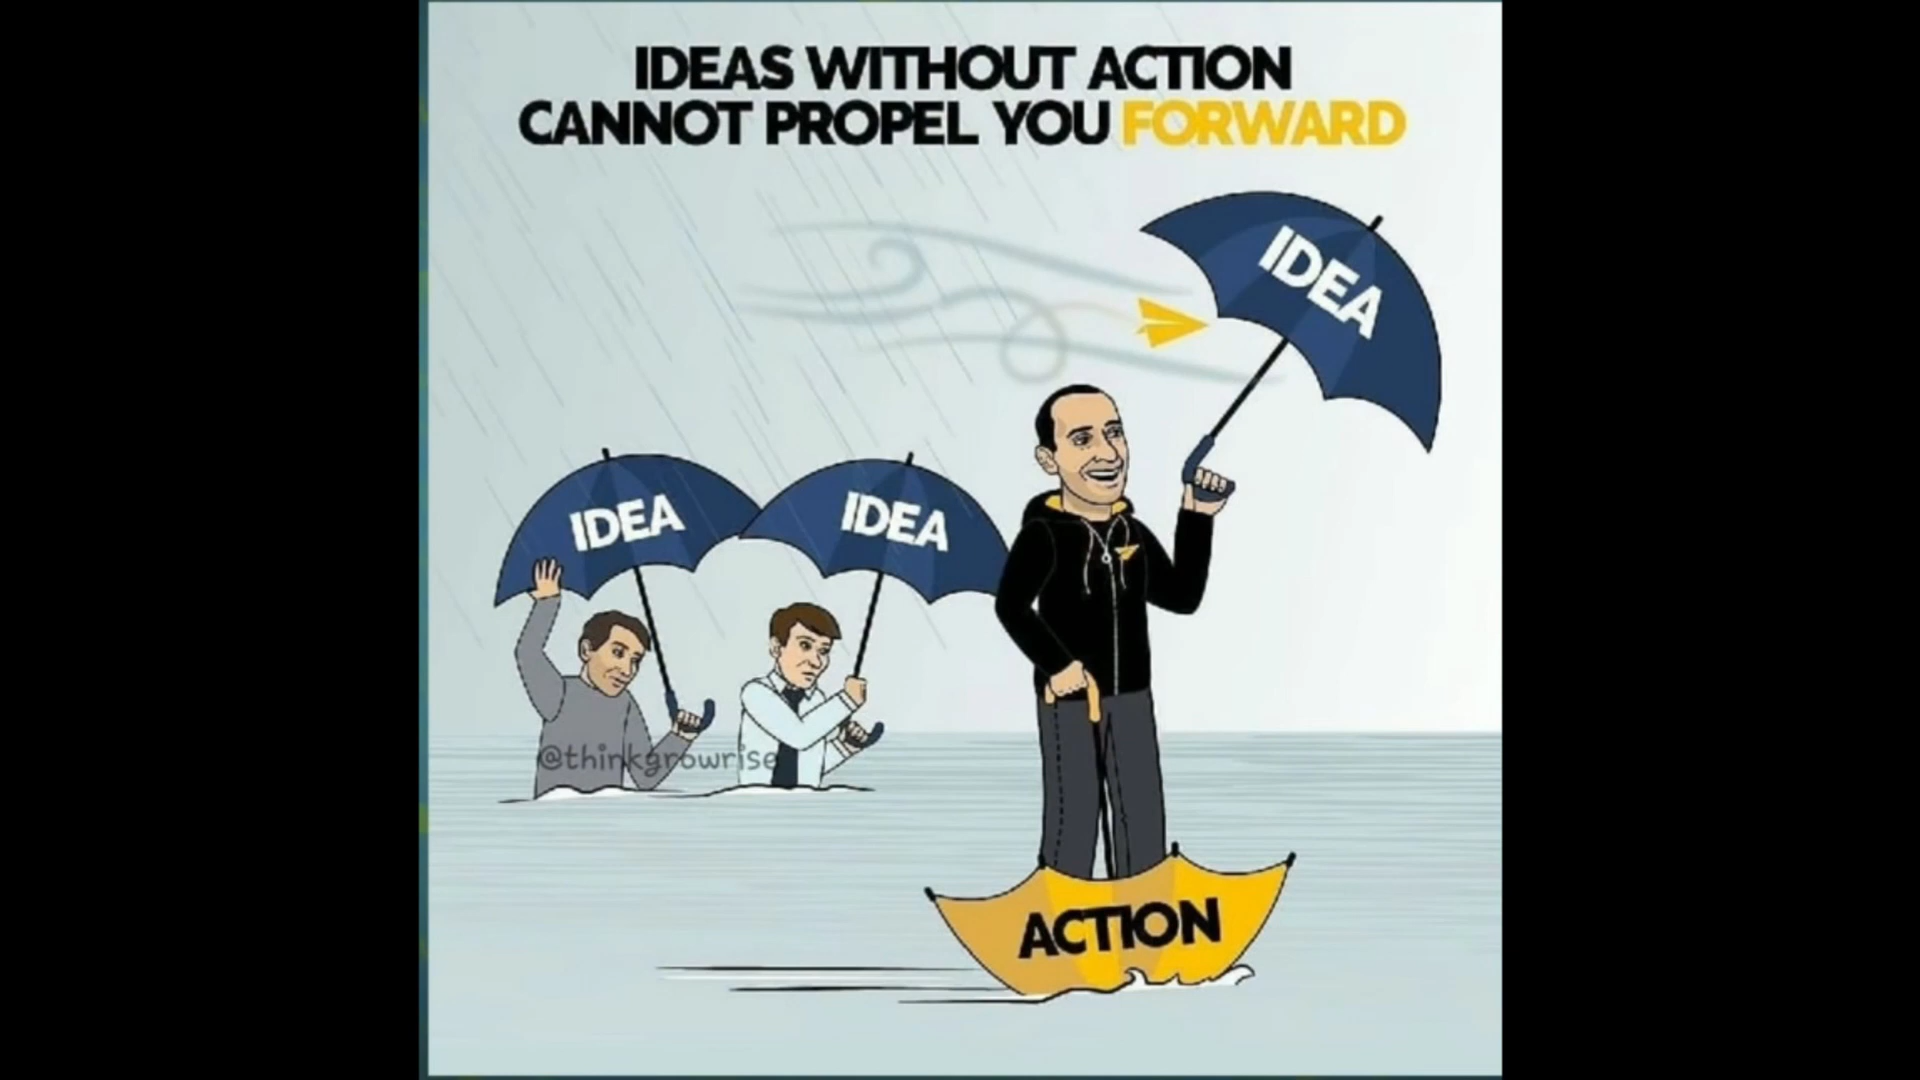 IDEAS WITHOUT ACTION
CANNOT PROPEL YOU FORWARD
IDEA
IDEA
IDEA
@thinkgrowrise
ACTION